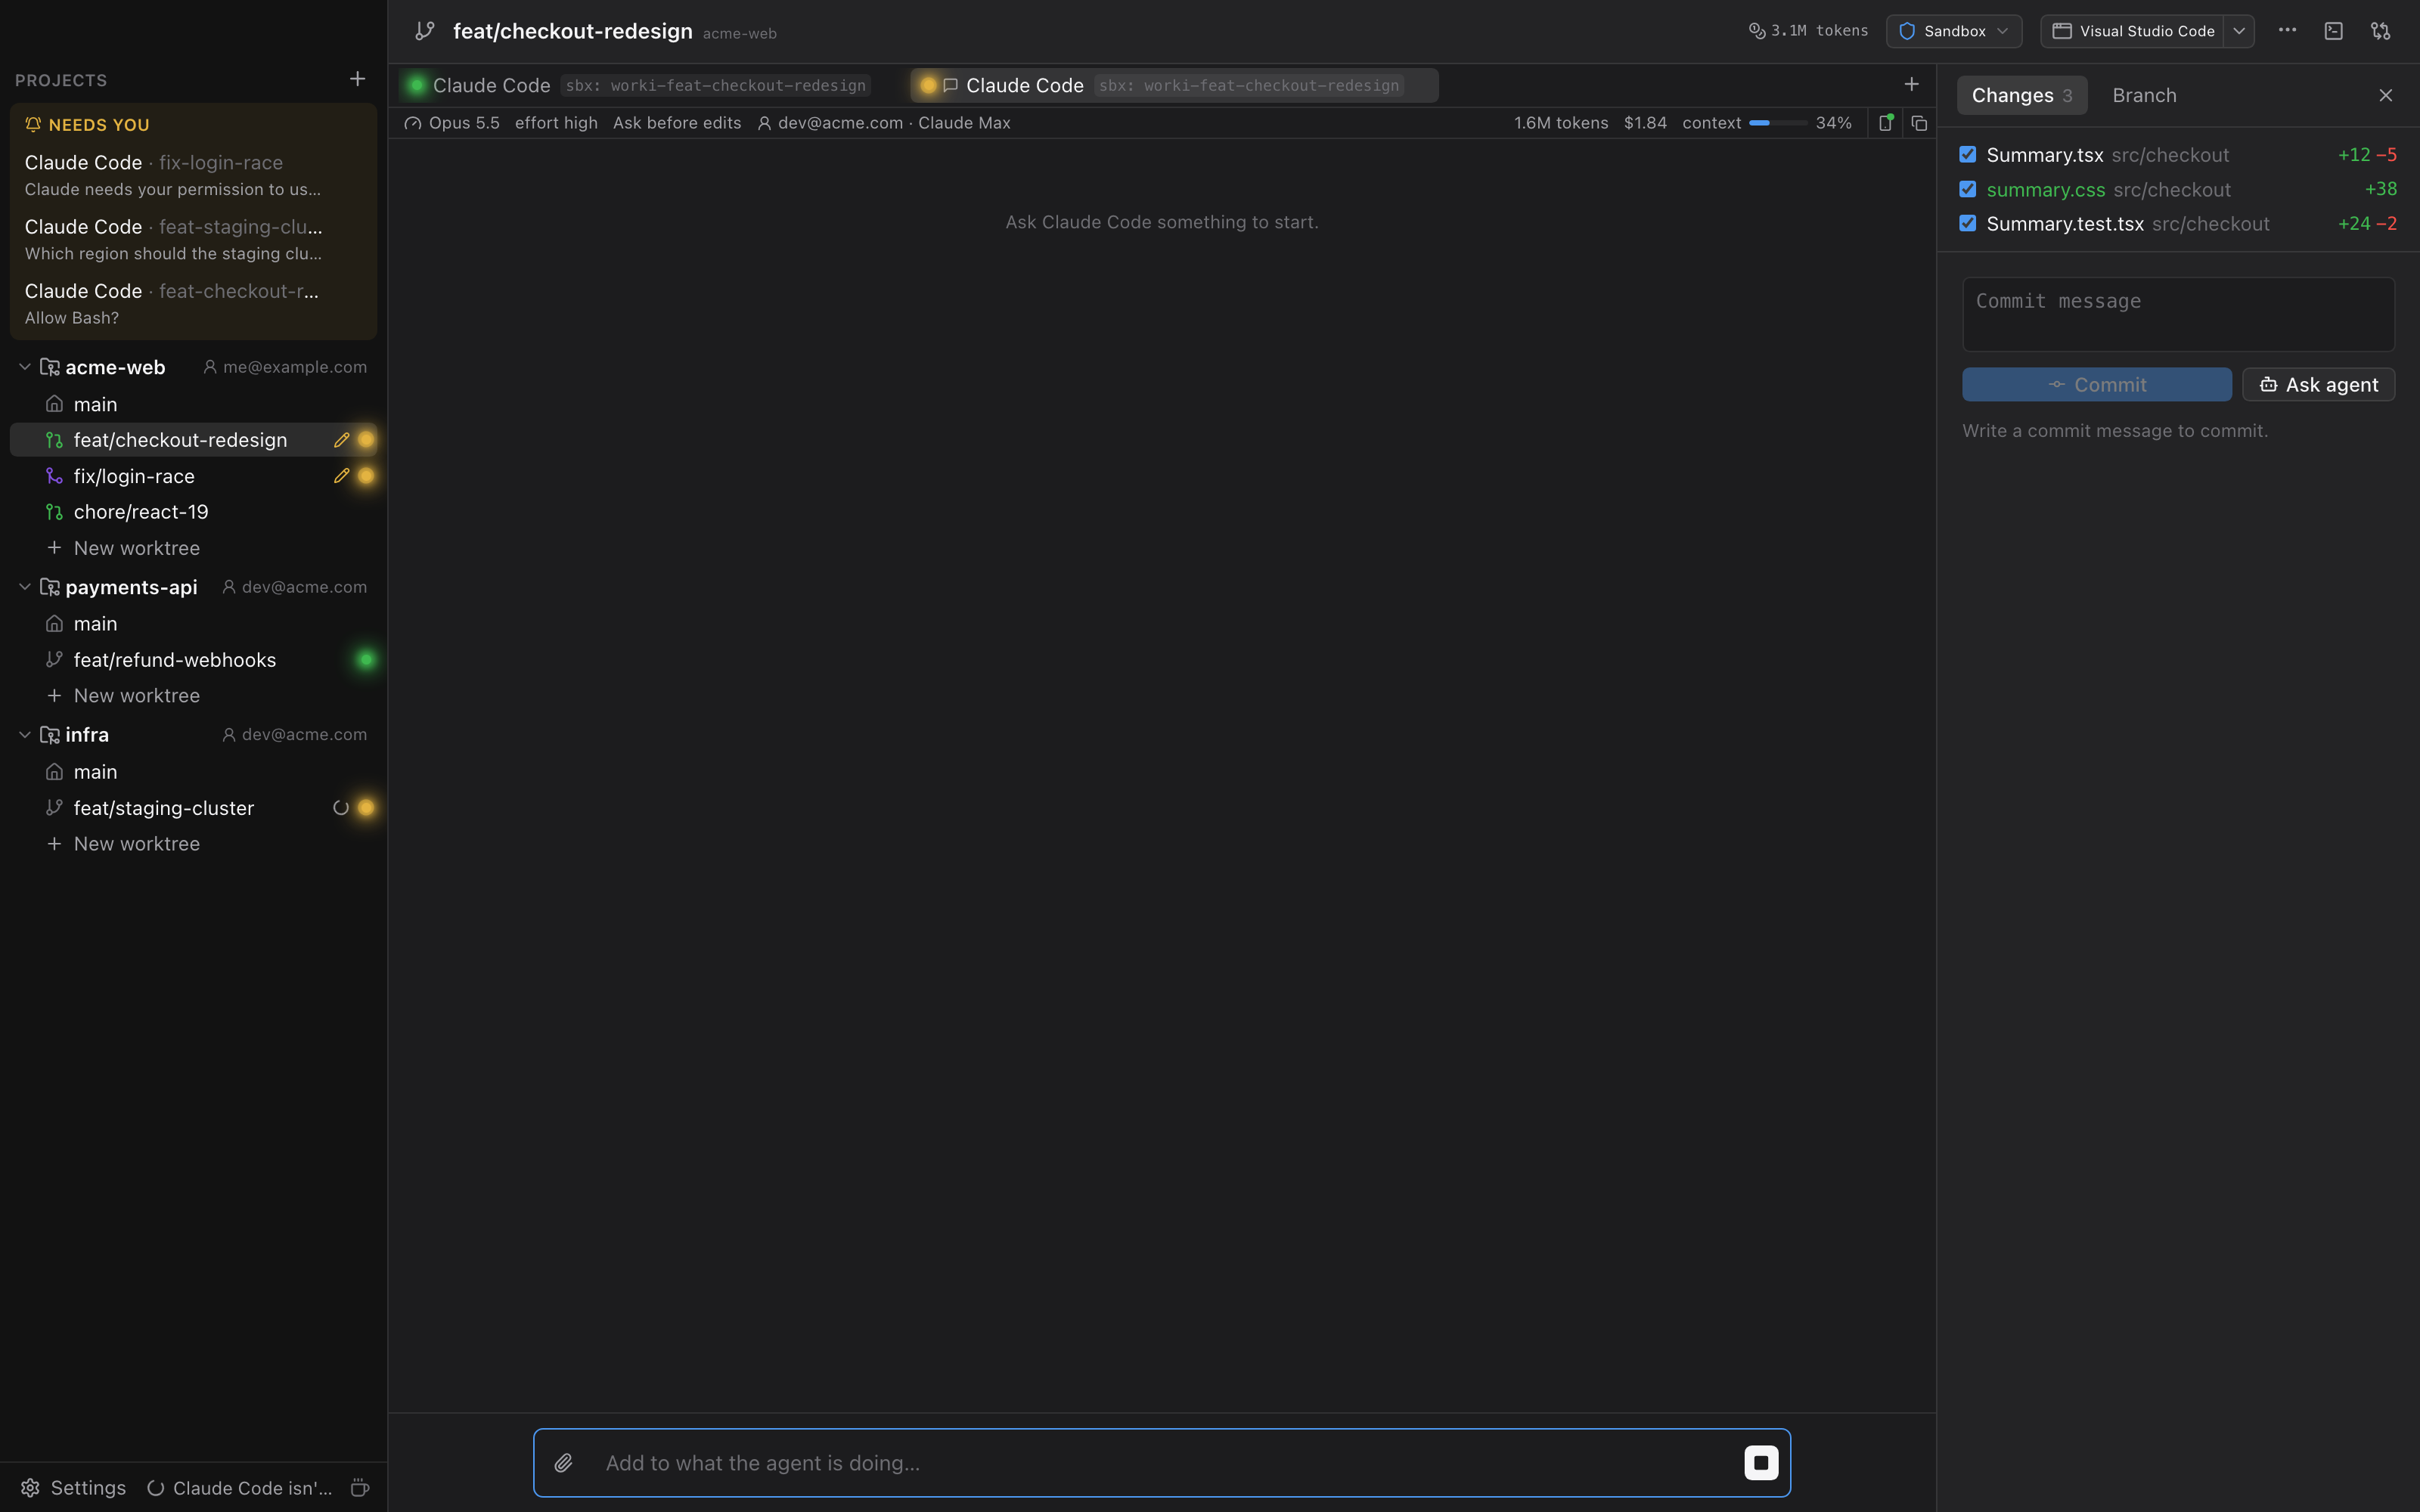 feat/checkout-redesign acme-web
3.1M tokens
Sandbox
Visual Studio Code
PROJECTS
NEEDS YOU
Claude Code · fix-login-race
Claude needs your permission to us...
Claude Code · feat-staging-clu...
Which region should the staging clu...
Claude Code · feat-checkout-r...
Allow Bash?
acme-web me@example.com
main
feat/checkout-redesign
fix/login-race
chore/react-19
New worktree
payments-api dev@acme.com
main
feat/refund-webhooks
New worktree
infra dev@acme.com
main
feat/staging-cluster
New worktree
Settings
Claude Code isn'...
Claude Code sbx: worki-feat-checkout-redesign
Claude Code sbx: worki-feat-checkout-redesign
Opus 5.5 effort high Ask before edits dev@acme.com · Claude Max
1.6M tokens $1.84 context 34%
Ask Claude Code something to start.
Add to what the agent is doing...
Changes 3
Branch
Summary.tsx src/checkout +12 −5
summary.css src/checkout +38
Summary.test.tsx src/checkout +24 −2
Commit message
Commit
Ask agent
Write a commit message to commit.